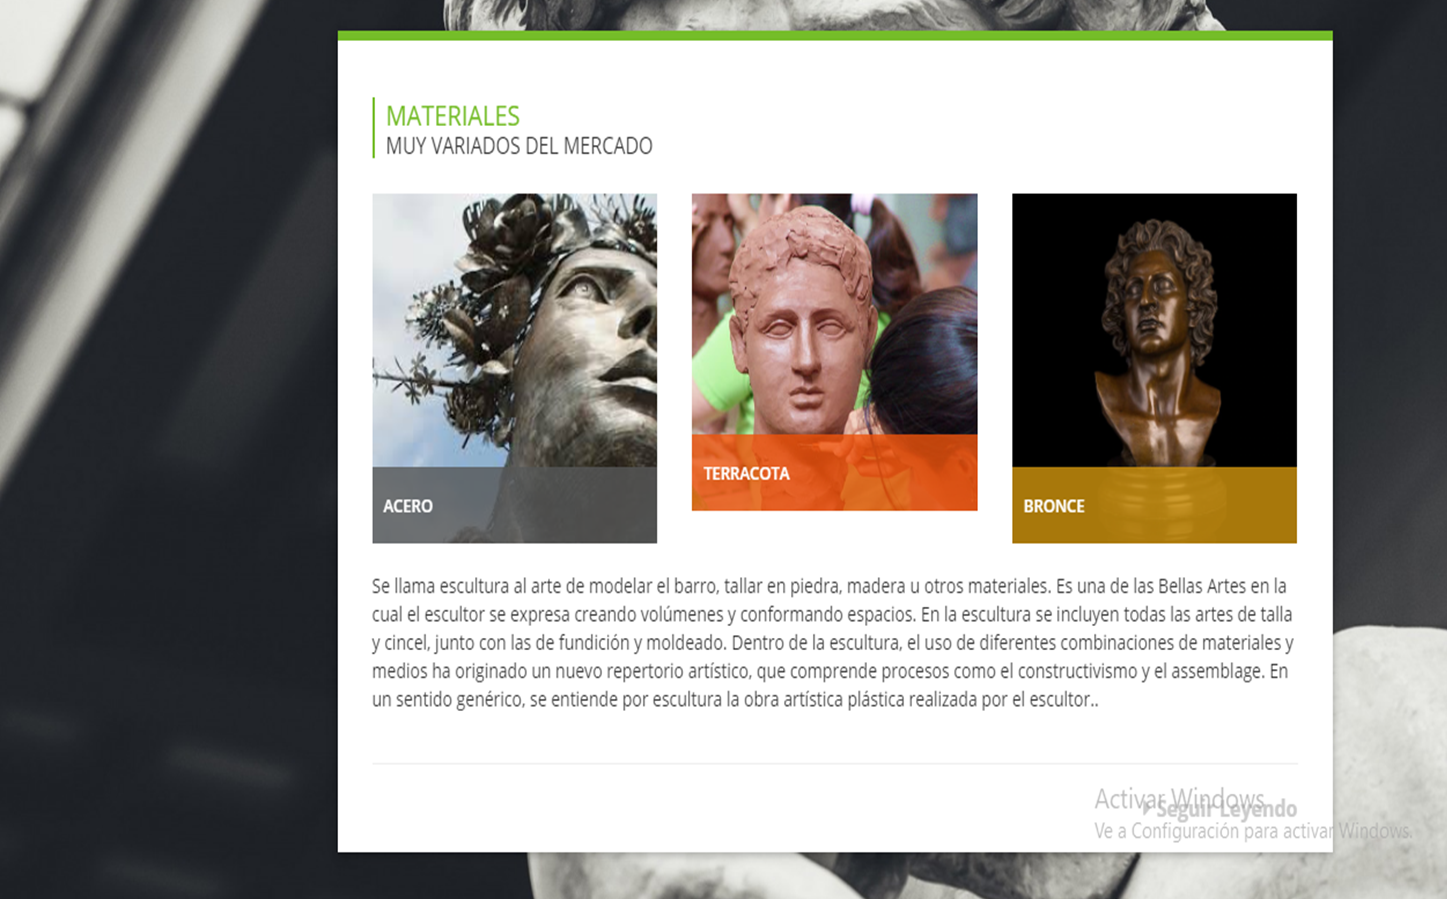 MATERIALES
MUY VARIADOS DEL MERCADO
ACERO
TERRACOTA
BRONCE
Se llama escultura al arte de modelar el barro, tallar en piedra, madera u otros materiales. Es una de las Bellas Artes en la
cual el escultor se expresa creando volúmenes y conformando espacios. En la escultura se incluyen todas las artes de talla
y cincel, junto con las de fundición y moldeado. Dentro de la escultura, el uso de diferentes combinaciones de materiales y
medios ha originado un nuevo repertorio artístico, que comprende procesos como el constructivismo y el assemblage. En
un sentido genérico, se entiende por escultura la obra artística plástica realizada por el escultor..
Activar Windows
Seguir Leyendo
Ve a Configuración para activar Windows.